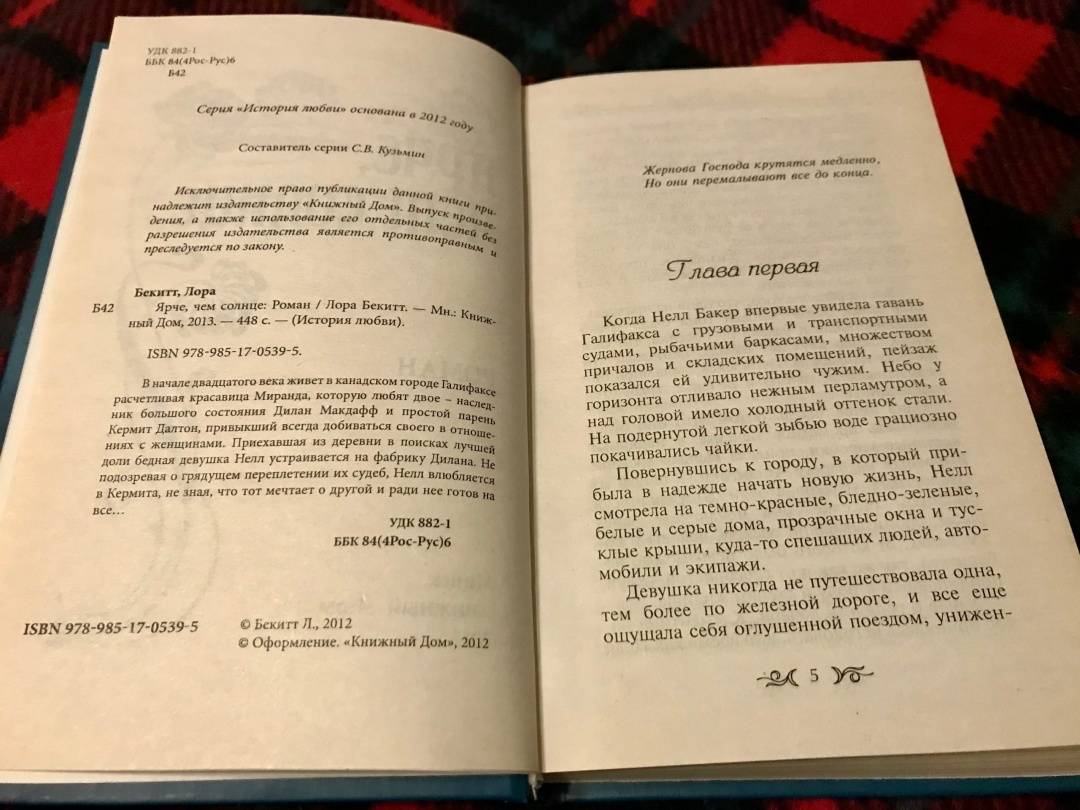 УДК 882-1
ББК 84(4Рос-Рус)6
Б42
Серия «История любви» основана в 2012 году
Составитель серии С.В. Кузьмин
Исключительное право публикации данной книги при-
надлежит издательству «Книжный Дом». Выпуск произве-
дения, а также использование его отдельных частей без
разрешения издательства является противоправным и
преследуется по закону.
Бекитт, Лора
Б42 Ярче, чем солнце: Роман / Лора Бекитт. — Мн.: Книж-
ный Дом, 2013. — 448 с. — (История любви).
ISBN 978-985-17-0539-5.
В начале двадцатого века живет в канадском городе Галифаксе
расчетливая красавица Миранда, которую любят двое – наслед-
ник большого состояния Дилан Макдафф и простой парень
Кермит Далтон, привыкший всегда добиваться своего в отноше-
ниях с женщинами. Приехавшая из деревни в поисках лучшей
доли бедная девушка Нелл устраивается на фабрику Дилана. Не
подозревая о грядущем переплетении их судеб, Нелл влюбляется
в Кермита, не зная, что тот мечтает о другой и ради нее готов на
все…
УДК 882-1
ББК 84(4Рос-Рус)6
ISBN 978-985-17-0539-5
© Бекитт Л., 2012
© Оформление. «Книжный Дом», 2012
Жернова Господа крутятся медленно,
Но они перемалывают все до конца.
Глава первая
Когда Нелл Бакер впервые увидела гавань
Галифакса с грузовыми и транспортными
судами, рыбачьими баркасами, множеством
причалов и складских помещений, пейзаж
показался ей удивительно чужим. Небо у
горизонта отливало нежным перламутром, а
над головой имело холодный оттенок стали.
На подернутой легкой зыбью воде грациозно
покачивались чайки.
Повернувшись к городу, в который при-
была в надежде начать новую жизнь, Нелл
смотрела на темно-красные, бледно-зеленые,
белые и серые дома, прозрачные окна и тус-
клые крыши, куда-то спешащих людей, авто-
мобили и экипажи.
Девушка никогда не путешествовала одна,
тем более по железной дороге, и все еще
ощущала себя оглушенной поездом, унижен-
5